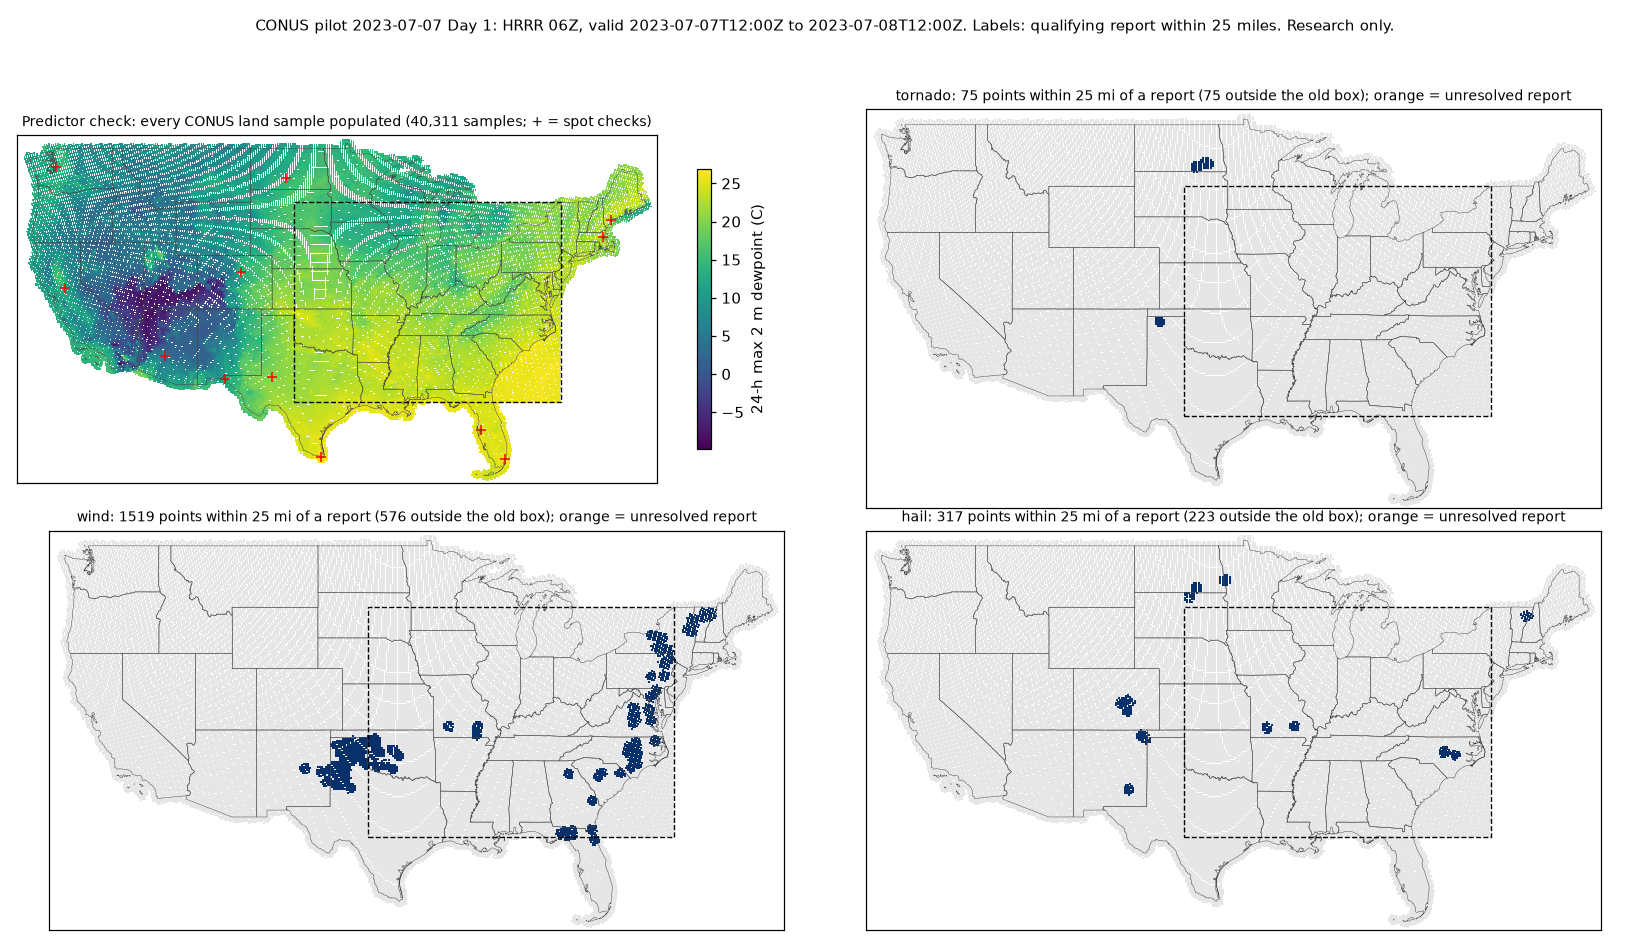 CONUS pilot 2023-07-07 Day 1: HRRR 06Z, valid 2023-07-07T12:00Z to 2023-07-08T12:00Z. Labels: qualifying report within 25 miles. Research only.
Predictor check: every CONUS land sample populated (40,311 samples; + = spot checks)
25
20
15
10
5
0
−5
24-h max 2 m dewpoint (C)
tornado: 75 points within 25 mi of a report (75 outside the old box); orange = unresolved report
wind: 1519 points within 25 mi of a report (576 outside the old box); orange = unresolved report
hail: 317 points within 25 mi of a report (223 outside the old box); orange = unresolved report